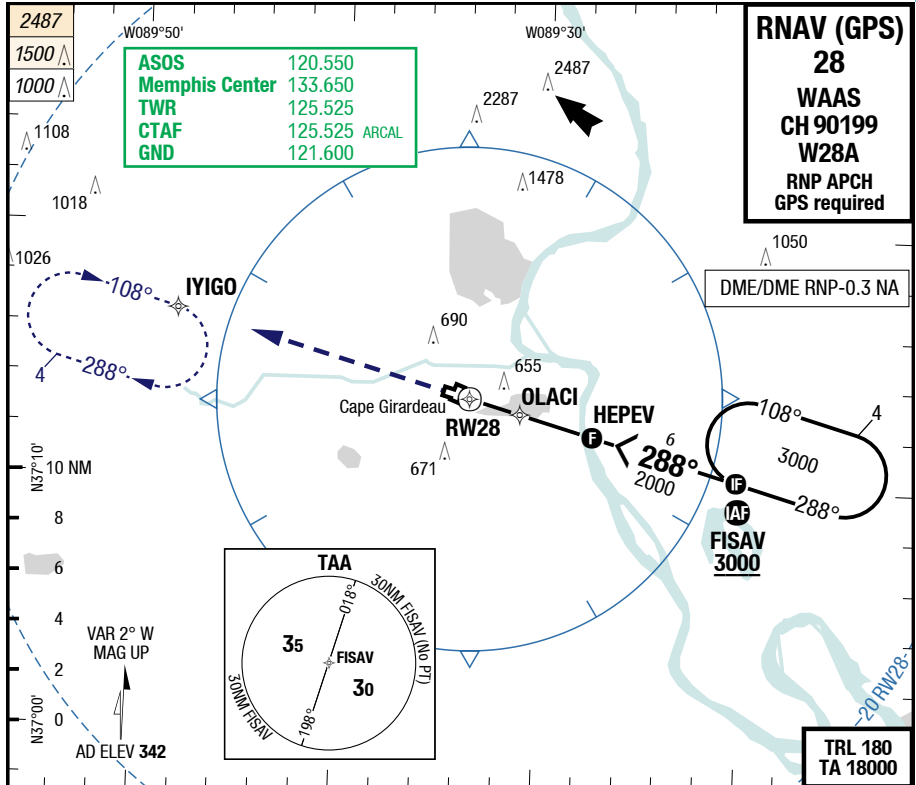 2487
1500
1000
W089°50'
W089°30'
ASOS 120.550
Memphis Center 133.650
TWR 125.525
CTAF 125.525 ARCAL
GND 121.600
RNAV (GPS)
28
WAAS
CH 90199
W28A
RNP APCH
GPS required
2487
2287
1478
1108
1018
1026
1050
DME/DME RNP-0.3 NA
108°
IYIGO
288°
4
690
655
Cape Girardeau
RW28
OLACI
671
HEPEV
F
6
288°
2000
IF
IAF
FISAV
3000
108°
4
3000
288°
N37°10'
10 NM
8
6
4
2
0
N37°00'
VAR 2° W
MAG UP
AD ELEV 342
TAA
30NM FISAV (No PT)
018°
35
FISAV
30
198°
30NM FISAV
20 RW28
TRL 180
TA 18000